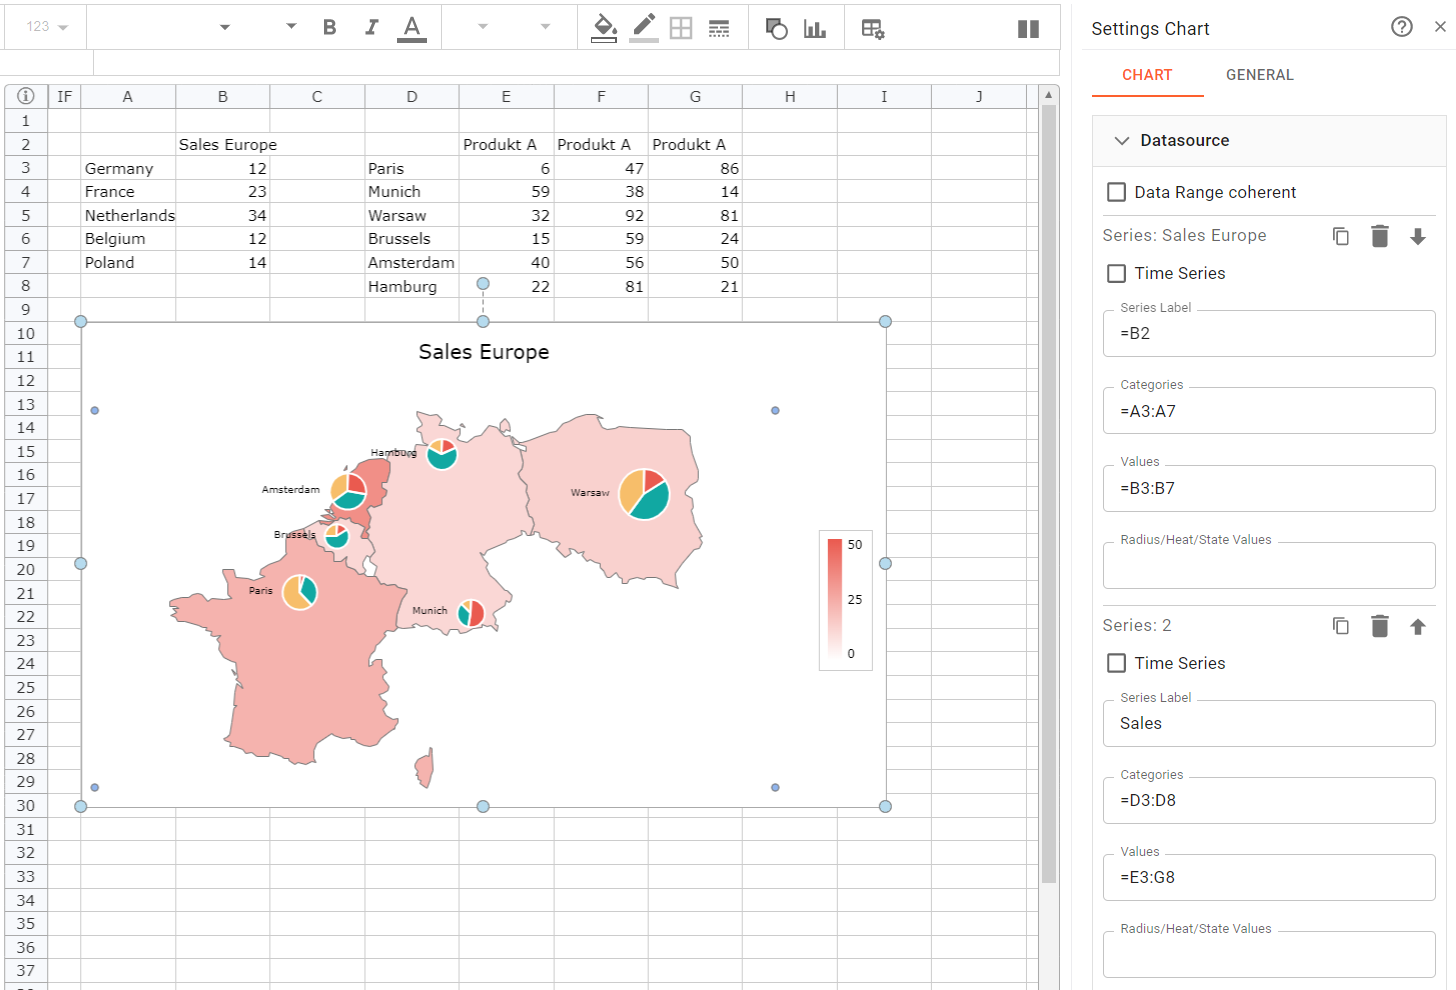 123
B I A
Settings Chart
CHART GENERAL
IF A B C D E F G H I J
1
2 Sales Europe Produkt A Produkt A Produkt A
3 Germany 12 Paris 6 47 86
4 France 23 Munich 59 38 14
5 Netherlands 34 Warsaw 32 92 81
6 Belgium 12 Brussels 15 59 24
7 Poland 14 Amsterdam 40 56 50
8 Hamburg 22 81 21
9
10
11
12
13
14
15
16
17
18
19
20
21
22
23
24
25
26
27
28
29
30
31
32
33
34
35
36
37
Sales Europe
Hamburg
Amsterdam
Warsaw
Brussels
Paris
Munich
50
25
0
Datasource
Data Range coherent
Series: Sales Europe
Time Series
Series Label
=B2
Categories
=A3:A7
Values
=B3:B7
Radius/Heat/State Values
Series: 2
Time Series
Series Label
Sales
Categories
=D3:D8
Values
=E3:G8
Radius/Heat/State Values